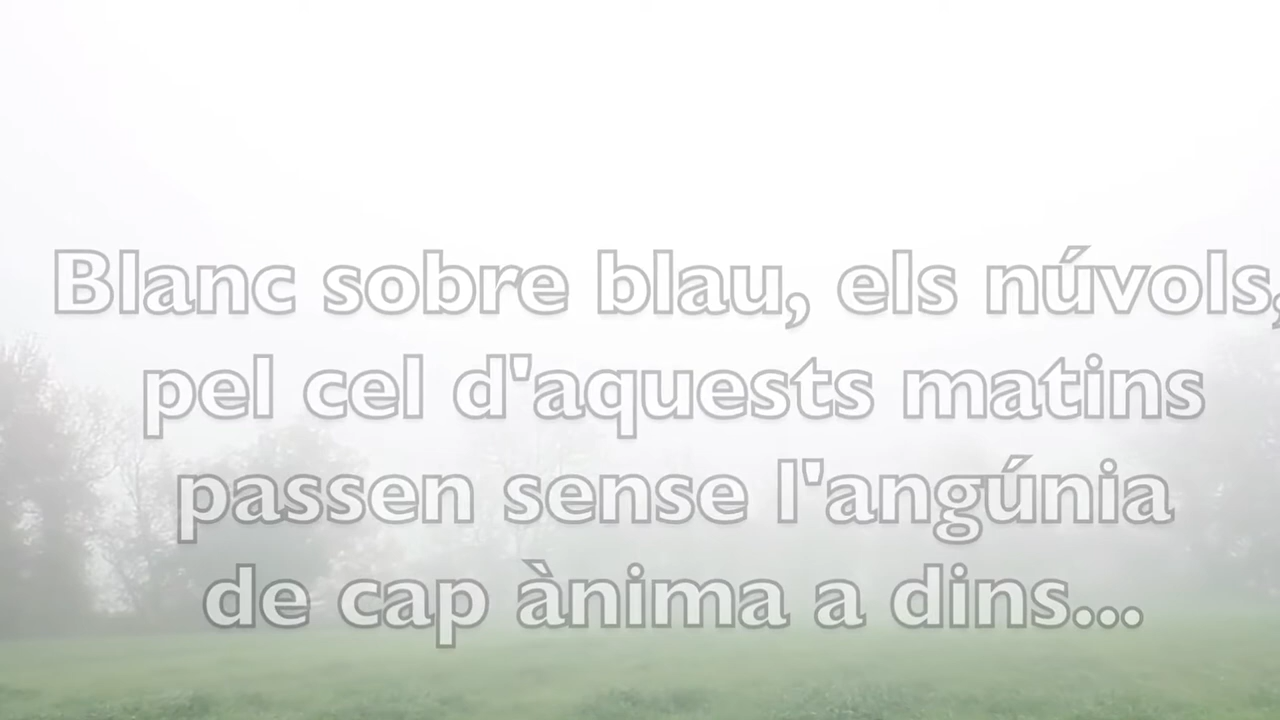 Blanc sobre blau, els núvols,
pel cel d'aquests matins
passen sense l'angúnia
de cap ànima a dins...